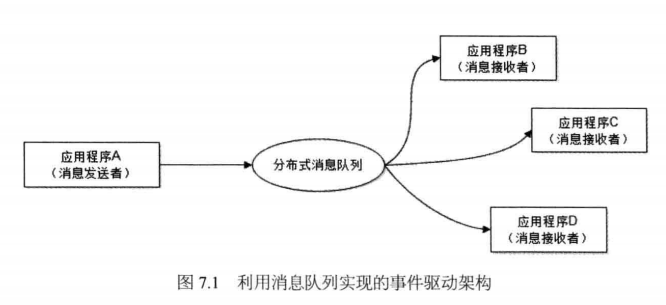 应用程序B
（消息接收者）
应用程序C
（消息接收者）
应用程序A
（消息发送者）
分布式消息队列
应用程序D
（消息接收者）
图 7.1 利用消息队列实现的事件驱动架构